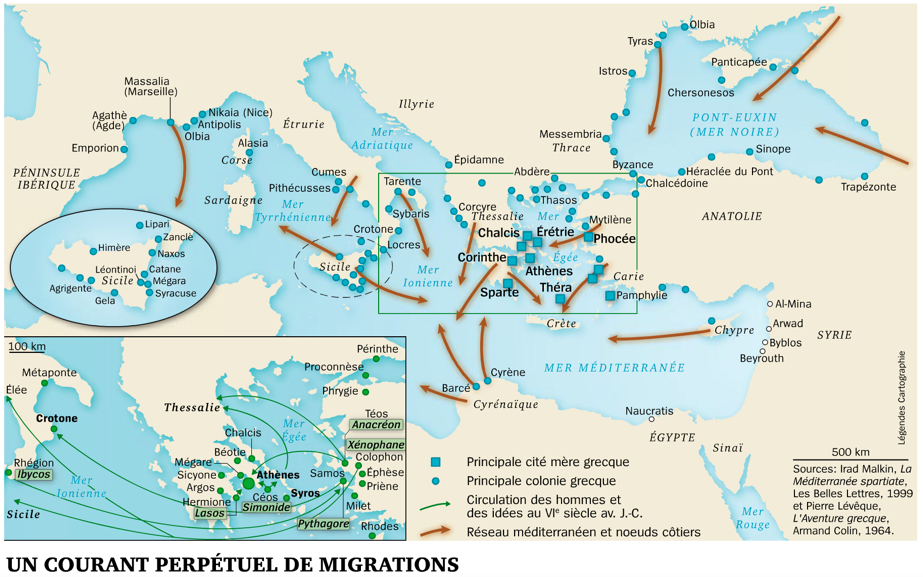 Olbia
Tyras
Panticapée
Istros
Chersonesos
PONT-EUXIN
(MER NOIRE)
Massalia
(Marseille)
Agathè
(Agde)
Nikaia (Nice)
Antipolis
Olbia
Emporion
Illyrie
Étrurie
Mer
Adriatique
Alasia
Corse
Messembria
Thrace
Sinope
Byzance
Héraclée du Pont
Chalcédoine
Trapézonte
PÉNINSULE
IBÉRIQUE
Épidamne
Abdère
Cumes
Pithécusses
Tarente
Sardaigne
Mer
Tyrrhénienne
Sybaris
Corcyre
Thessalie
Thasos
Mer
Égée
Mytilène
ANATOLIE
Crotone
Locres
Chalcis
Érétrie
Phocée
Corinthe
Athènes
Sicile
Mer
Ionienne
Sparte
Théra
Carie
Pamphylie
Crète
Lipari
Zanclè
Himère
Naxos
Léontinoi
Catane
Sicile
Mégara
Agrigente
Syracuse
Gela
Al-Mina
Chypre
Arwad
SYRIE
Byblos
Beyrouth
MER MÉDITERRANÉE
Cyrène
Barcé
Cyrénaïque
Naucratis
ÉGYPTE
Sinaï
Mer
Rouge
100 km
Métaponte
Élée
Crotone
Thessalie
Périnthe
Proconnèse
Phrygie
Téos
Anacréon
Mer
Égée
Xénophane
Chalcis
Colophon
Béotie
Mégare
Athènes
Samos
Éphèse
Sicyone
Priène
Argos
Céos
Syros
Rhégion
Ibycos
Mer
Ionienne
Hermione
Simonide
Milet
Lasos
Pythagore
Sicile
Rhodes
Principale cité mère grecque
Principale colonie grecque
Circulation des hommes et
des idées au VIe siècle av. J.-C.
Réseau méditerranéen et noeuds côtiers
500 km
Sources: Irad Malkin, La
Méditerranée spartiate,
Les Belles Lettres, 1999
et Pierre Lévêque,
L'Aventure grecque,
Armand Colin, 1964.
Légendes Cartographie
UN COURANT PERPÉTUEL DE MIGRATIONS